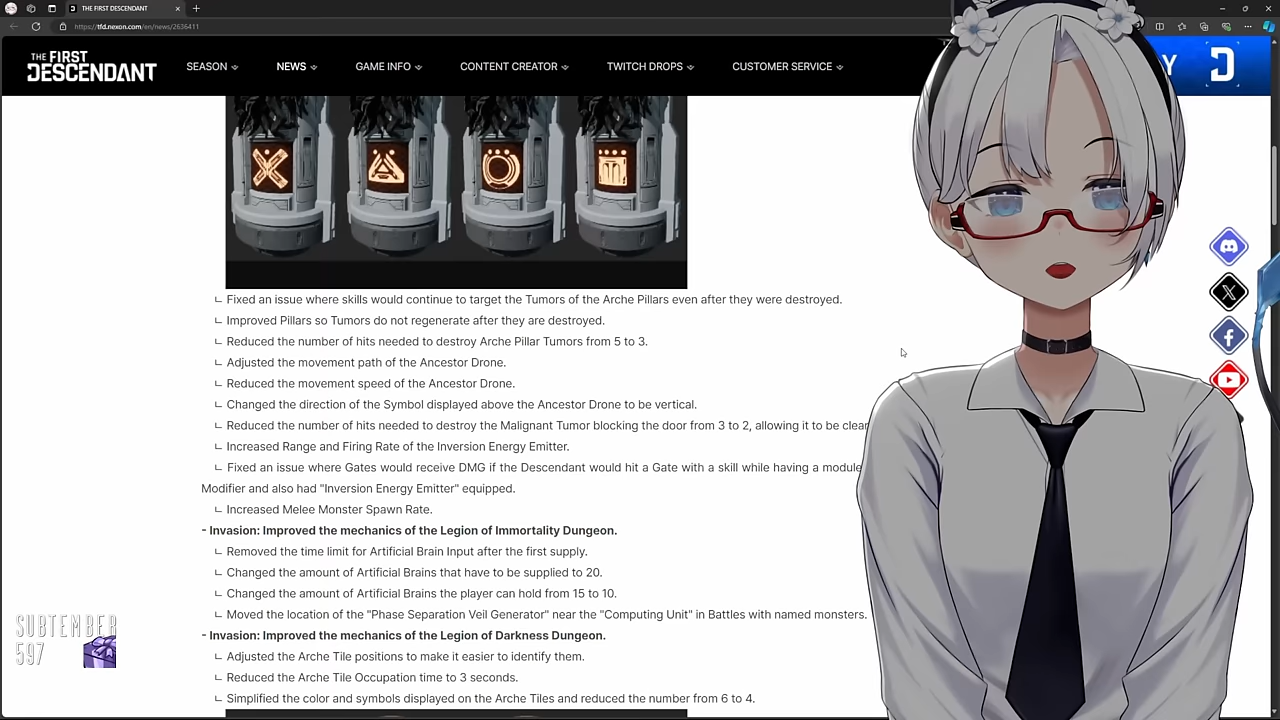 THE FIRST DESCENDANT
https://tfd.nexon.com/en/news/2636411
THE FIRST
DESCENDANT
SEASON
NEWS
GAME INFO
CONTENT CREATOR
TWITCH DROPS
CUSTOMER SERVICE
Y
Fixed an issue where skills would continue to target the Tumors of the Arche Pillars even after they were destroyed.
Improved Pillars so Tumors do not regenerate after they are destroyed.
Reduced the number of hits needed to destroy Arche Pillar Tumors from 5 to 3.
Adjusted the movement path of the Ancestor Drone.
Reduced the movement speed of the Ancestor Drone.
Changed the direction of the Symbol displayed above the Ancestor Drone to be vertical.
Reduced the number of hits needed to destroy the Malignant Tumor blocking the door from 3 to 2, allowing it to be clear
Increased Range and Firing Rate of the Inversion Energy Emitter.
Fixed an issue where Gates would receive DMG if the Descendant would hit a Gate with a skill while having a module
Modifier and also had "Inversion Energy Emitter" equipped.
Increased Melee Monster Spawn Rate.
- Invasion: Improved the mechanics of the Legion of Immortality Dungeon.
Removed the time limit for Artificial Brain Input after the first supply.
Changed the amount of Artificial Brains that have to be supplied to 20.
Changed the amount of Artificial Brains the player can hold from 15 to 10.
Moved the location of the "Phase Separation Veil Generator" near the "Computing Unit" in Battles with named monsters.
- Invasion: Improved the mechanics of the Legion of Darkness Dungeon.
Adjusted the Arche Tile positions to make it easier to identify them.
Reduced the Arche Tile Occupation time to 3 seconds.
Simplified the color and symbols displayed on the Arche Tiles and reduced the number from 6 to 4.
SUBTEMBER
597